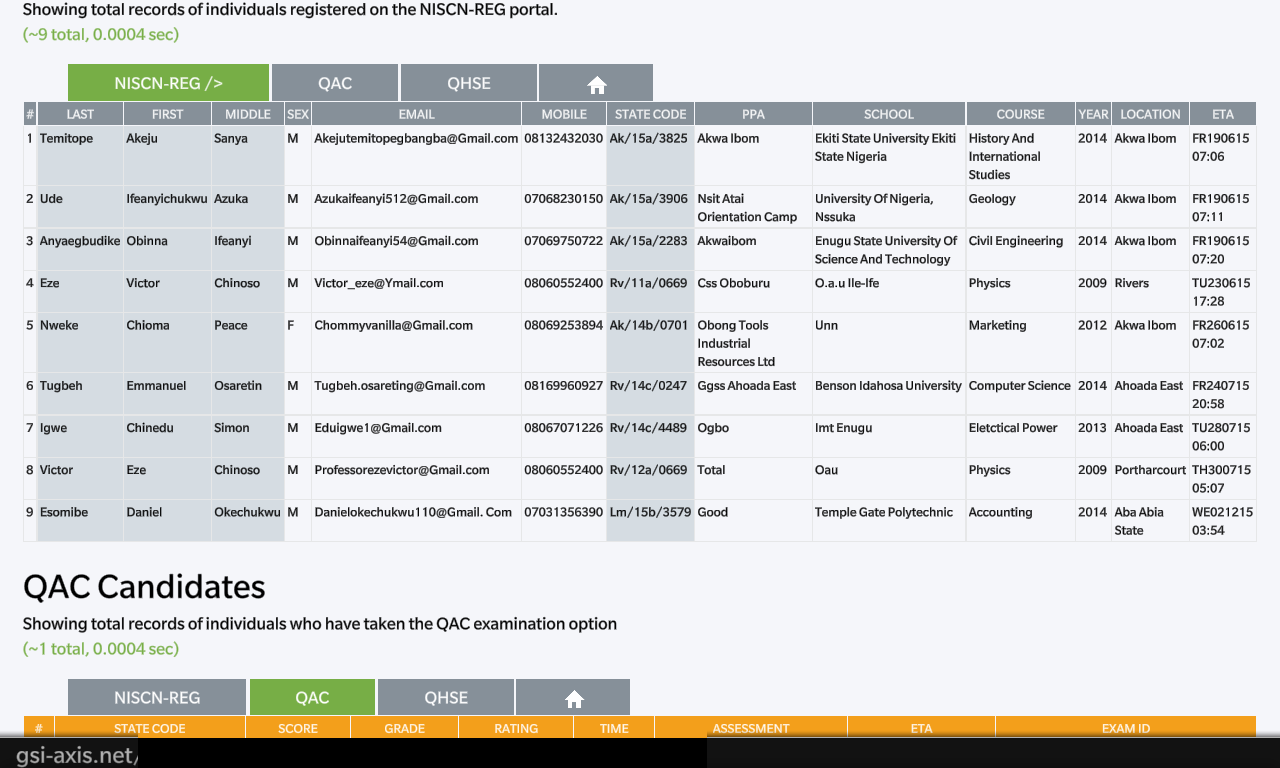 Showing total records of individuals registered on the NISCN-REG portal.
(~9 total, 0.0004 sec)
NISCN-REG /> QAC QHSE
# LAST FIRST MIDDLE SEX EMAIL MOBILE STATE CODE PPA SCHOOL COURSE YEAR LOCATION ETA
1 Temitope Akeju Sanya M Akejutemitopegbangba@Gmail.com 08132432030 Ak/15a/3825 Akwa Ibom Ekiti State University Ekiti History And 2014 Akwa Ibom FR190615
State Nigeria International 07:06
Studies
2 Ude Ifeanyichukwu Azuka M Azukaifeanyi512@Gmail.com 07068230150 Ak/15a/3906 Nsit Atai University Of Nigeria, Geology 2014 Akwa Ibom FR190615
Orientation Camp Nssuka 07:11
3 Anyaegbudike Obinna Ifeanyi M Obinnaifeanyi54@Gmail.com 07069750722 Ak/15a/2283 Akwaibom Enugu State University Of Civil Engineering 2014 Akwa Ibom FR190615
Science And Technology 07:20
4 Eze Victor Chinoso M Victor_eze@Ymail.com 08060552400 Rv/11a/0669 Css Oboburu O.a.u Ile-Ife Physics 2009 Rivers TU230615
17:28
5 Nweke Chioma Peace F Chommyvanilla@Gmail.com 08069253894 Ak/14b/0701 Obong Tools Unn Marketing 2012 Akwa Ibom FR260615
Industrial 07:02
Resources Ltd
6 Tugbeh Emmanuel Osaretin M Tugbeh.osareting@Gmail.com 08169960927 Rv/14c/0247 Ggss Ahoada East Benson Idahosa University Computer Science 2014 Ahoada East FR240715
20:58
7 Igwe Chinedu Simon M Eduigwe1@Gmail.com 08067071226 Rv/14c/4489 Ogbo Imt Enugu Eletctical Power 2013 Ahoada East TU280715
06:00
8 Victor Eze Chinoso M Professorezevictor@Gmail.com 08060552400 Rv/12a/0669 Total Oau Physics 2009 Portharcourt TH300715
05:07
9 Esomibe Daniel Okechukwu M Danielokechukwu110@Gmail. Com 07031356390 Lm/15b/3579 Good Temple Gate Polytechnic Accounting 2014 Aba Abia WE021215
State 03:54
QAC Candidates
Showing total records of individuals who have taken the QAC examination option
(~1 total, 0.0004 sec)
NISCN-REG QAC QHSE
# STATE CODE SCORE GRADE RATING TIME ASSESSMENT ETA EXAM ID
gsi-axis.net/